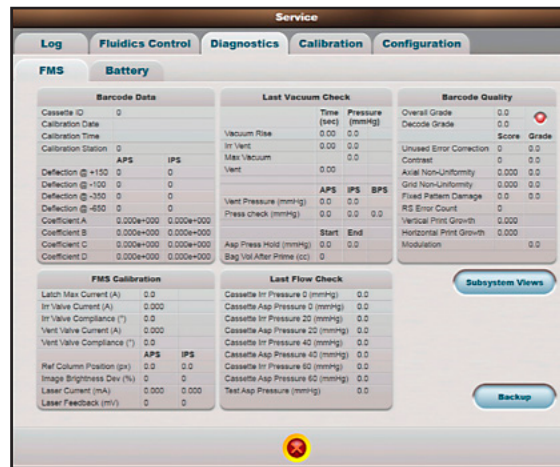 Service
Log Fluidics Control Diagnostics Calibration Configuration
FMS Battery
Barcode Data
Cassette ID 0
Calibration Date
Calibration Time
Calibration Station 0
APS IPS
Deflection @ +150 0 0
Deflection @ -100 0 0
Deflection @ -350 0 0
Deflection @ -650 0 0
Coefficient A 0.000e+000 0.000e+000
Coefficient B 0.000e+000 0.000e+000
Coefficient C 0.000e+000 0.000e+000
Coefficient D 0.000e+000 0.000e+000
Last Vacuum Check
Time Pressure
(sec) (mmHg)
Vacuum Rise 0.00 0.0
Irr Vent 0.00 0.0
Max Vacuum 0.0
Vent 0.00
APS IPS BPS
Vent Pressure (mmHg) 0.0 0.0
Press check (mmHg) 0.0 0.0 0.0
Start End
Asp Press Hold (mmHg) 0.0 0.0
Bag Vol After Prime (cc) 0
Barcode Quality
Overall Grade 0.0
Decode Grade 0.0
Score Grade
Unused Error Correction 0 0.0
Contrast 0 0.0
Axial Non-Uniformity 0.000 0.0
Grid Non-Uniformity 0.000 0.0
Fixed Pattern Damage 0.0 0.0
RS Error Count 0
Vertical Print Growth 0.000
Horizontal Print Growth 0.000
Modulation 0.0
FMS Calibration
Latch Max Current (A) 0.0
Irr Valve Current (A) 0.000
Irr Valve Compliance (°) 0.0
Vent Valve Current (A) 0.000
Vent Valve Compliance (°) 0.0
APS IPS
Ref Column Position (px) 0.0 0.0
Image Brightness Dev (%) 0 0
Laser Current (mA) 0.000 0.000
Laser Feedback (mV) 0 0
Last Flow Check
Cassette Irr Pressure 0 (mmHg) 0.0
Cassette Asp Pressure 0 (mmHg) 0.0
Cassette Irr Pressure 20 (mmHg) 0.0
Cassette Asp Pressure 20 (mmHg) 0.0
Cassette Irr Pressure 40 (mmHg) 0.0
Cassette Asp Pressure 40 (mmHg) 0.0
Cassette Irr Pressure 60 (mmHg) 0.0
Cassette Asp Pressure 60 (mmHg) 0.0
Test Asp Pressure (mmHg) 0.0
Subsystem Views
Backup